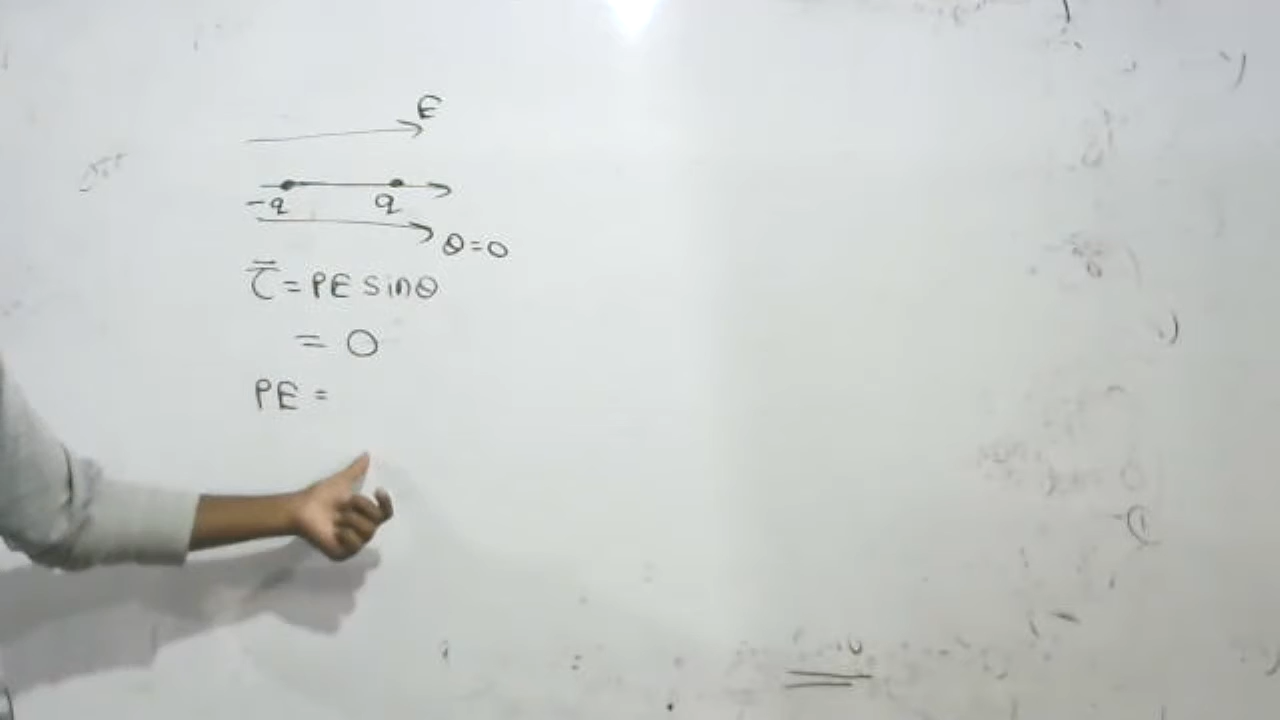 E
-q q
θ=0
τ̄ = PE sinθ
= 0
PE =